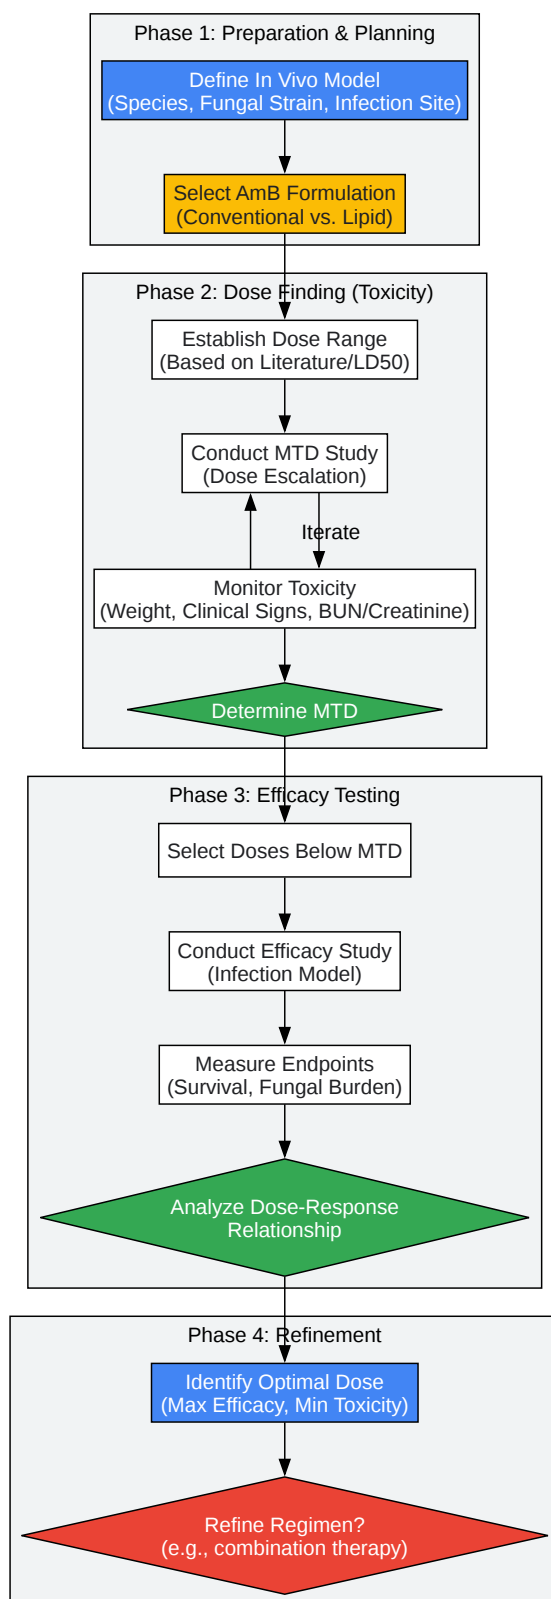 Phase 1: Preparation & Planning
Define In Vivo Model
(Species, Fungal Strain, Infection Site)
Select AmB Formulation
(Conventional vs. Lipid)
Phase 2: Dose Finding (Toxicity)
Establish Dose Range
(Based on Literature/LD50)
Conduct MTD Study
(Dose Escalation)
Iterate
Monitor Toxicity
(Weight, Clinical Signs, BUN/Creatinine)
Determine MTD
Phase 3: Efficacy Testing
Select Doses Below MTD
Conduct Efficacy Study
(Infection Model)
Measure Endpoints
(Survival, Fungal Burden)
Analyze Dose-Response
Relationship
Phase 4: Refinement
Identify Optimal Dose
(Max Efficacy, Min Toxicity)
Refine Regimen?
(e.g., combination therapy)